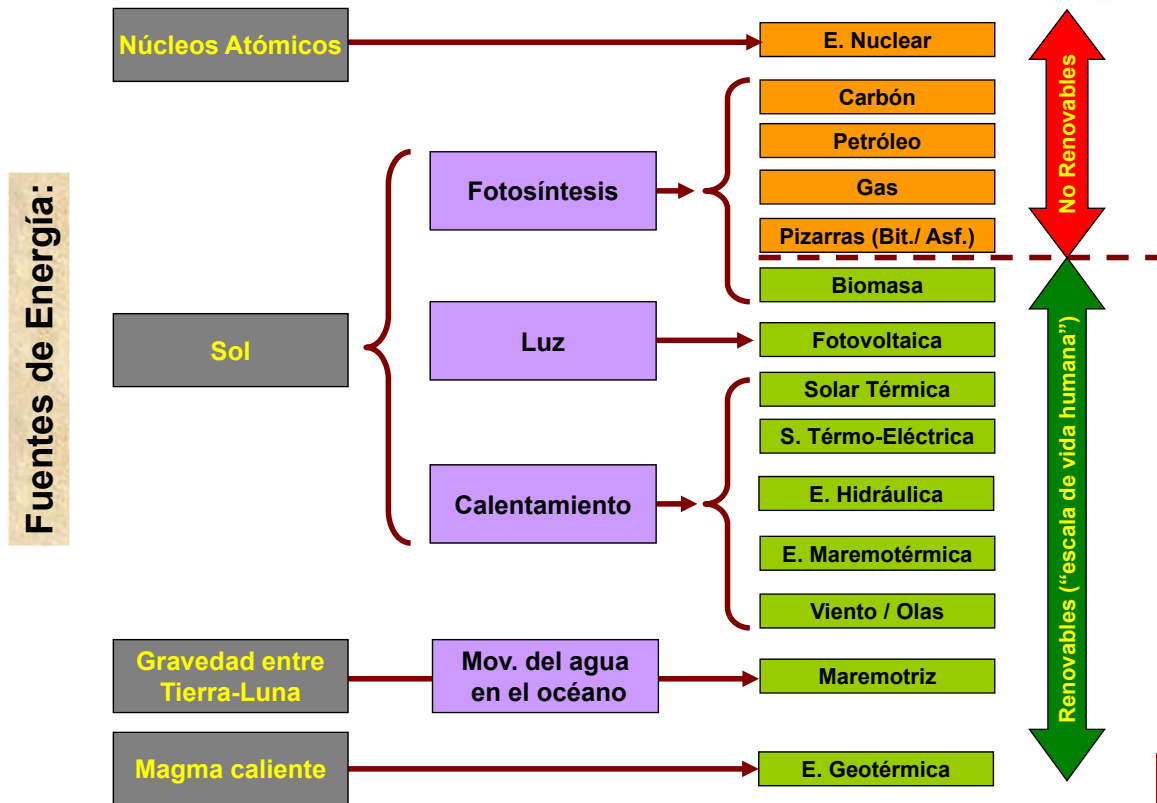 Fuentes de Energía:
Núcleos Atómicos
E. Nuclear
Sol
Fotosíntesis
Carbón
Petróleo
Gas
Pizarras (Bit./ Asf.)
Biomasa
Luz
Fotovoltaica
Calentamiento
Solar Térmica
S. Térmo-Eléctrica
E. Hidráulica
E. Maremotérmica
Viento / Olas
Gravedad entre
Tierra-Luna
Mov. del agua
en el océano
Maremotriz
Magma caliente
E. Geotérmica
No Renovables
Renovables (“escala de vida humana”)